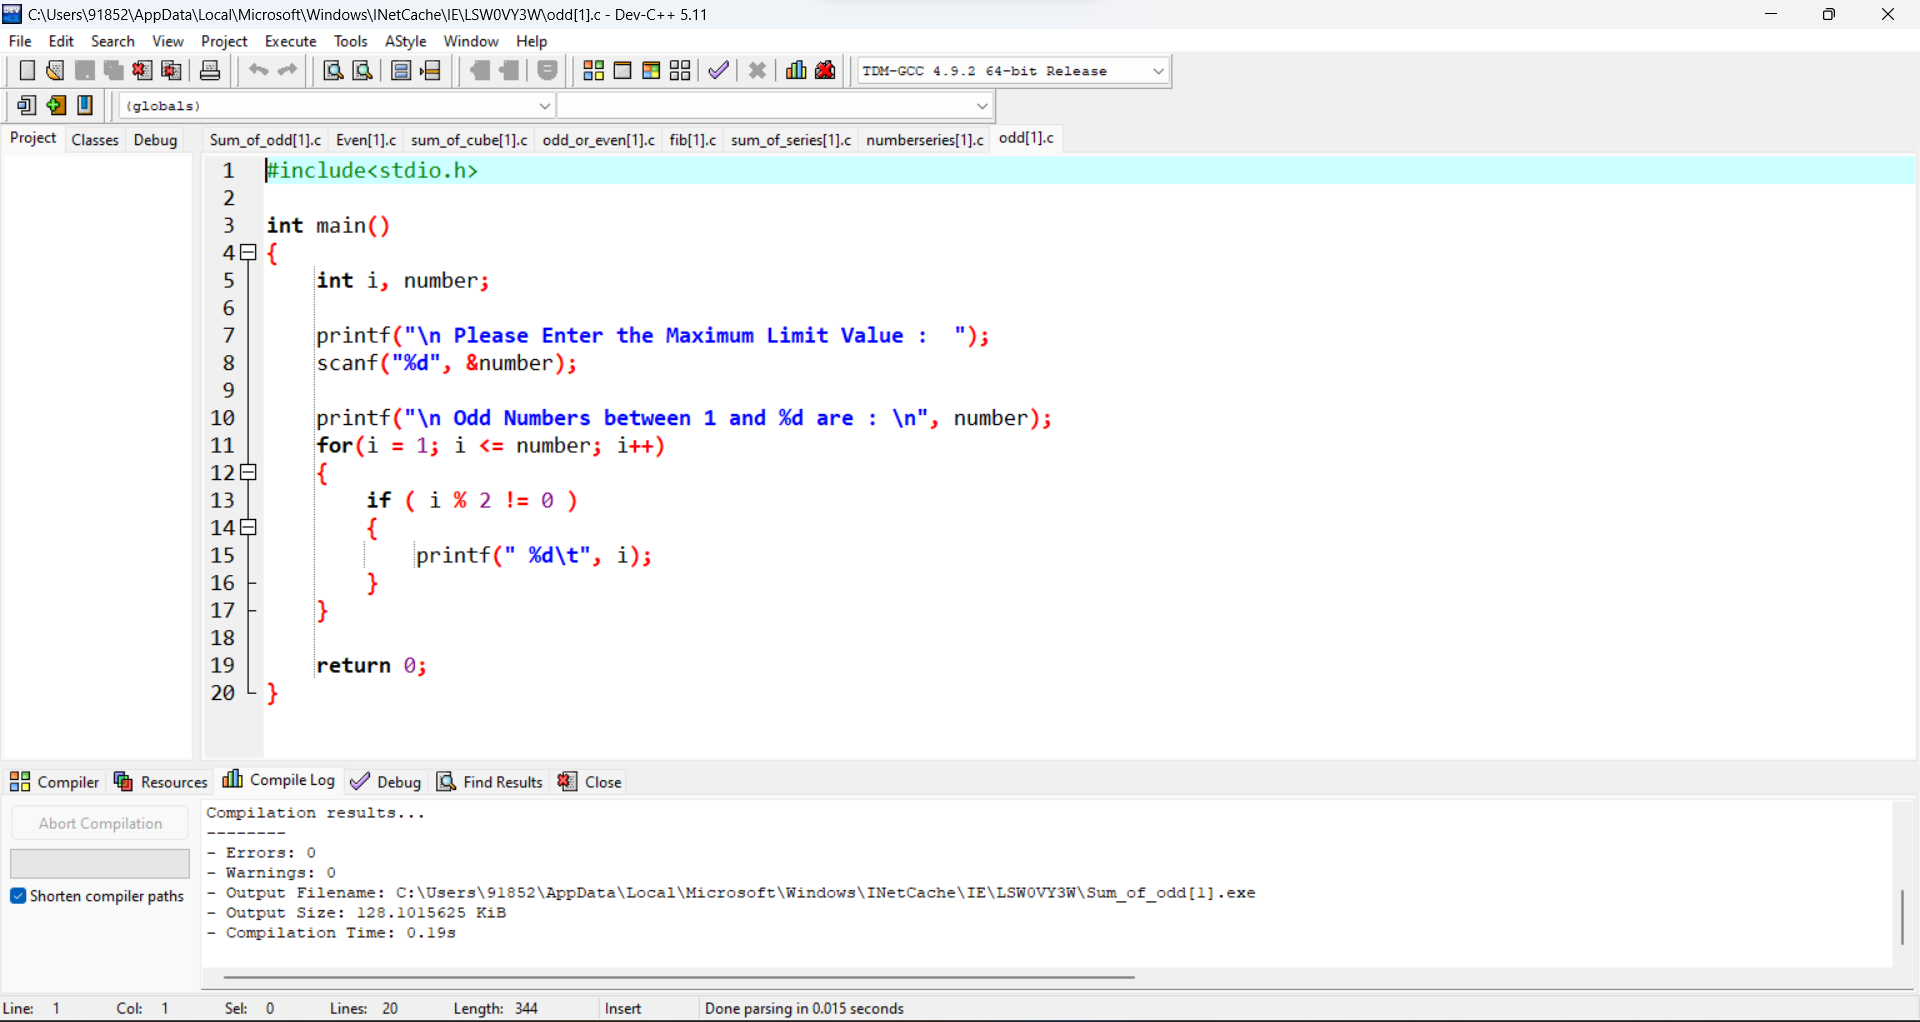 C:\Users\91852\AppData\Local\Microsoft\Windows\INetCache\IE\LSW0VY3W\odd[1].c - Dev-C++ 5.11
File Edit Search View Project Execute Tools AStyle Window Help
TDM-GCC 4.9.2 64-bit Release
(globals)
Project Classes Debug Sum_of_odd[1].c Even[1].c sum_of_cube[1].c odd_or_even[1].c fib[1].c sum_of_series[1].c numberseries[1].c odd[1].c
1 #include<stdio.h>
2
3 int main()
4 {
5 int i, number;
6
7 printf("\n Please Enter the Maximum Limit Value :  ");
8 scanf("%d", &number);
9
10 printf("\n Odd Numbers between 1 and %d are : \n", number);
11 for(i = 1; i <= number; i++)
12 {
13 if ( i % 2 != 0 )
14 {
15 printf(" %d\t", i);
16 }
17 }
18
19 return 0;
20 }
Compiler Resources Compile Log Debug Find Results Close
Abort Compilation
Shorten compiler paths
Compilation results...
--------
- Errors: 0
- Warnings: 0
- Output Filename: C:\Users\91852\AppData\Local\Microsoft\Windows\INetCache\IE\LSW0VY3W\Sum_of_odd[1].exe
- Output Size: 128.1015625 KiB
- Compilation Time: 0.19s
Line: 1 Col: 1 Sel: 0 Lines: 20 Length: 344 Insert Done parsing in 0.015 seconds